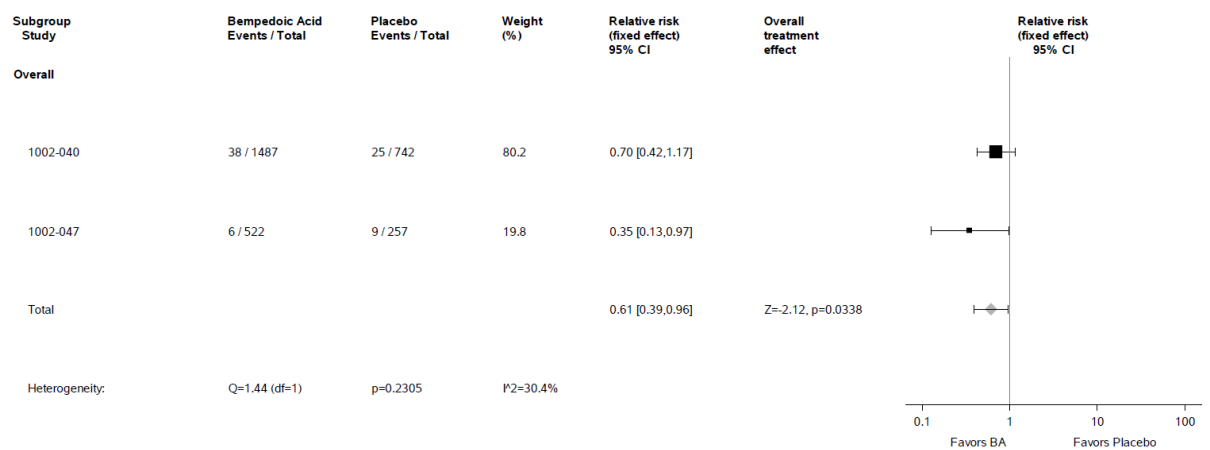 Subgroup Bempedoic Acid Placebo Weight Relative risk Overall Relative risk
Study Events / Total Events / Total (%) (fixed effect) treatment (fixed effect)
95% CI effect 95% CI
Overall
1002-040 38 / 1487 25 / 742 80.2 0.70 [0.42,1.17]
1002-047 6 / 522 9 / 257 19.8 0.35 [0.13,0.97]
Total 0.61 [0.39,0.96] Z=-2.12, p=0.0338
Heterogeneity: Q=1.44 (df=1) p=0.2305 I^2=30.4%
0.1 1 10 100
Favors BA Favors Placebo